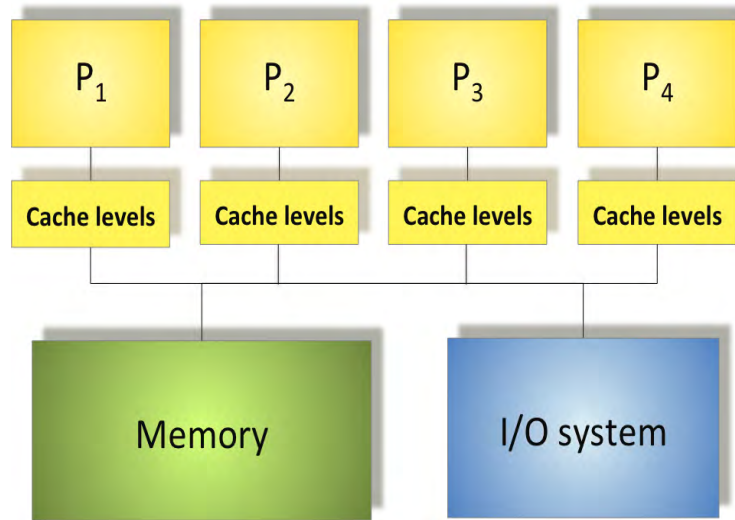 P1
P2
P3
P4
Cache levels
Cache levels
Cache levels
Cache levels
Memory
I/O system